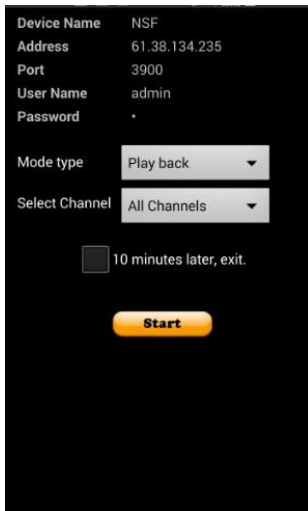 Device Name NSF
Address 61.38.134.235
Port 3900
User Name admin
Password •
Mode type Play back
Select Channel All Channels
10 minutes later, exit.
Start